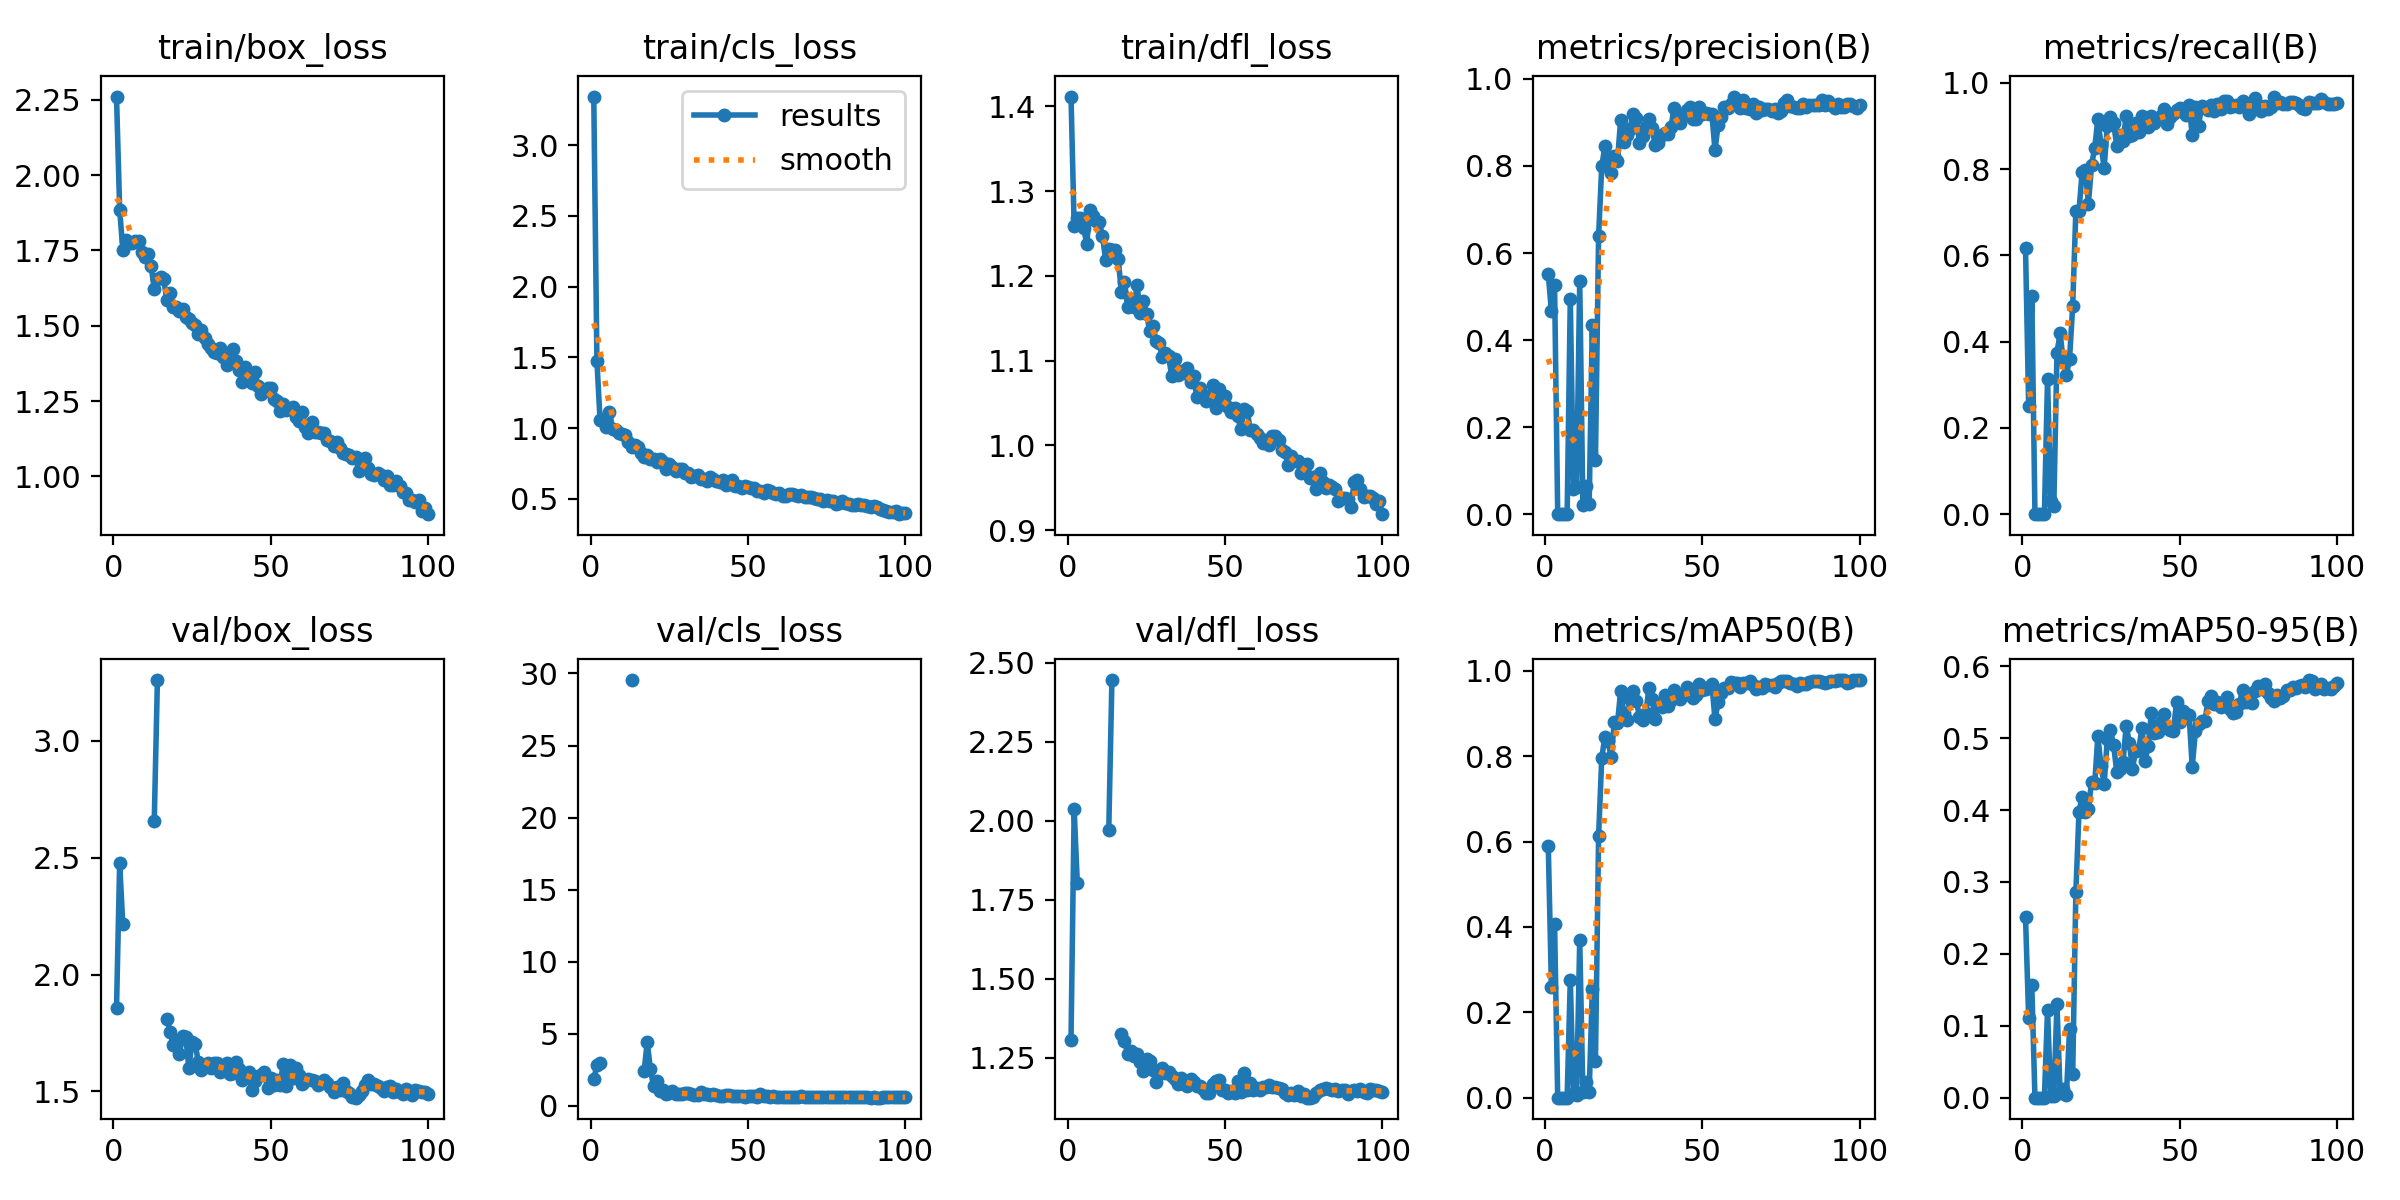 train/box_loss
2.25
2.00
1.75
1.50
1.25
1.00
0 50 100
train/cls_loss
results
smooth
3.0
2.5
2.0
1.5
1.0
0.5
0 50 100
train/dfl_loss
1.4
1.3
1.2
1.1
1.0
0.9
0 50 100
metrics/precision(B)
1.0
0.8
0.6
0.4
0.2
0.0
0 50 100
metrics/recall(B)
1.0
0.8
0.6
0.4
0.2
0.0
0 50 100
val/box_loss
3.0
2.5
2.0
1.5
0 50 100
val/cls_loss
30
25
20
15
10
5
0
0 50 100
val/dfl_loss
2.50
2.25
2.00
1.75
1.50
1.25
0 50 100
metrics/mAP50(B)
1.0
0.8
0.6
0.4
0.2
0.0
0 50 100
metrics/mAP50-95(B)
0.6
0.5
0.4
0.3
0.2
0.1
0.0
0 50 100